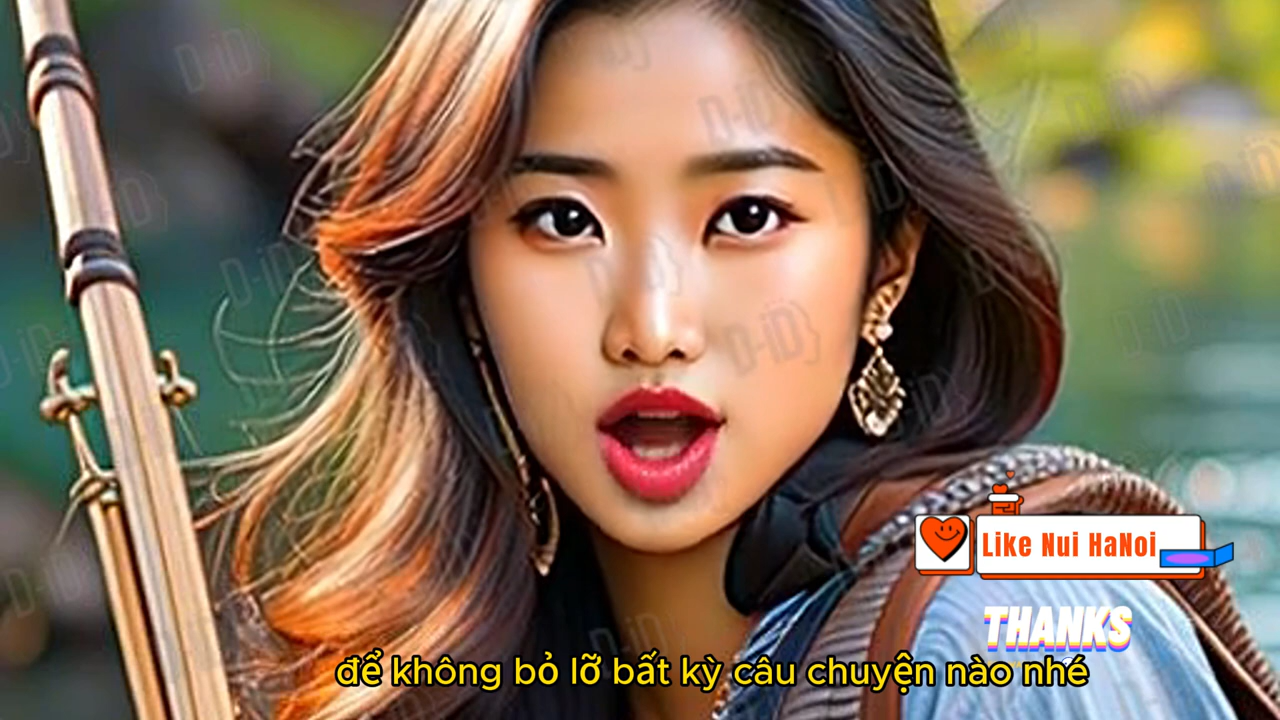 Like Nui HaNoi
THANKS
để không bỏ lỡ bất kỳ câu chuyện nào nhé